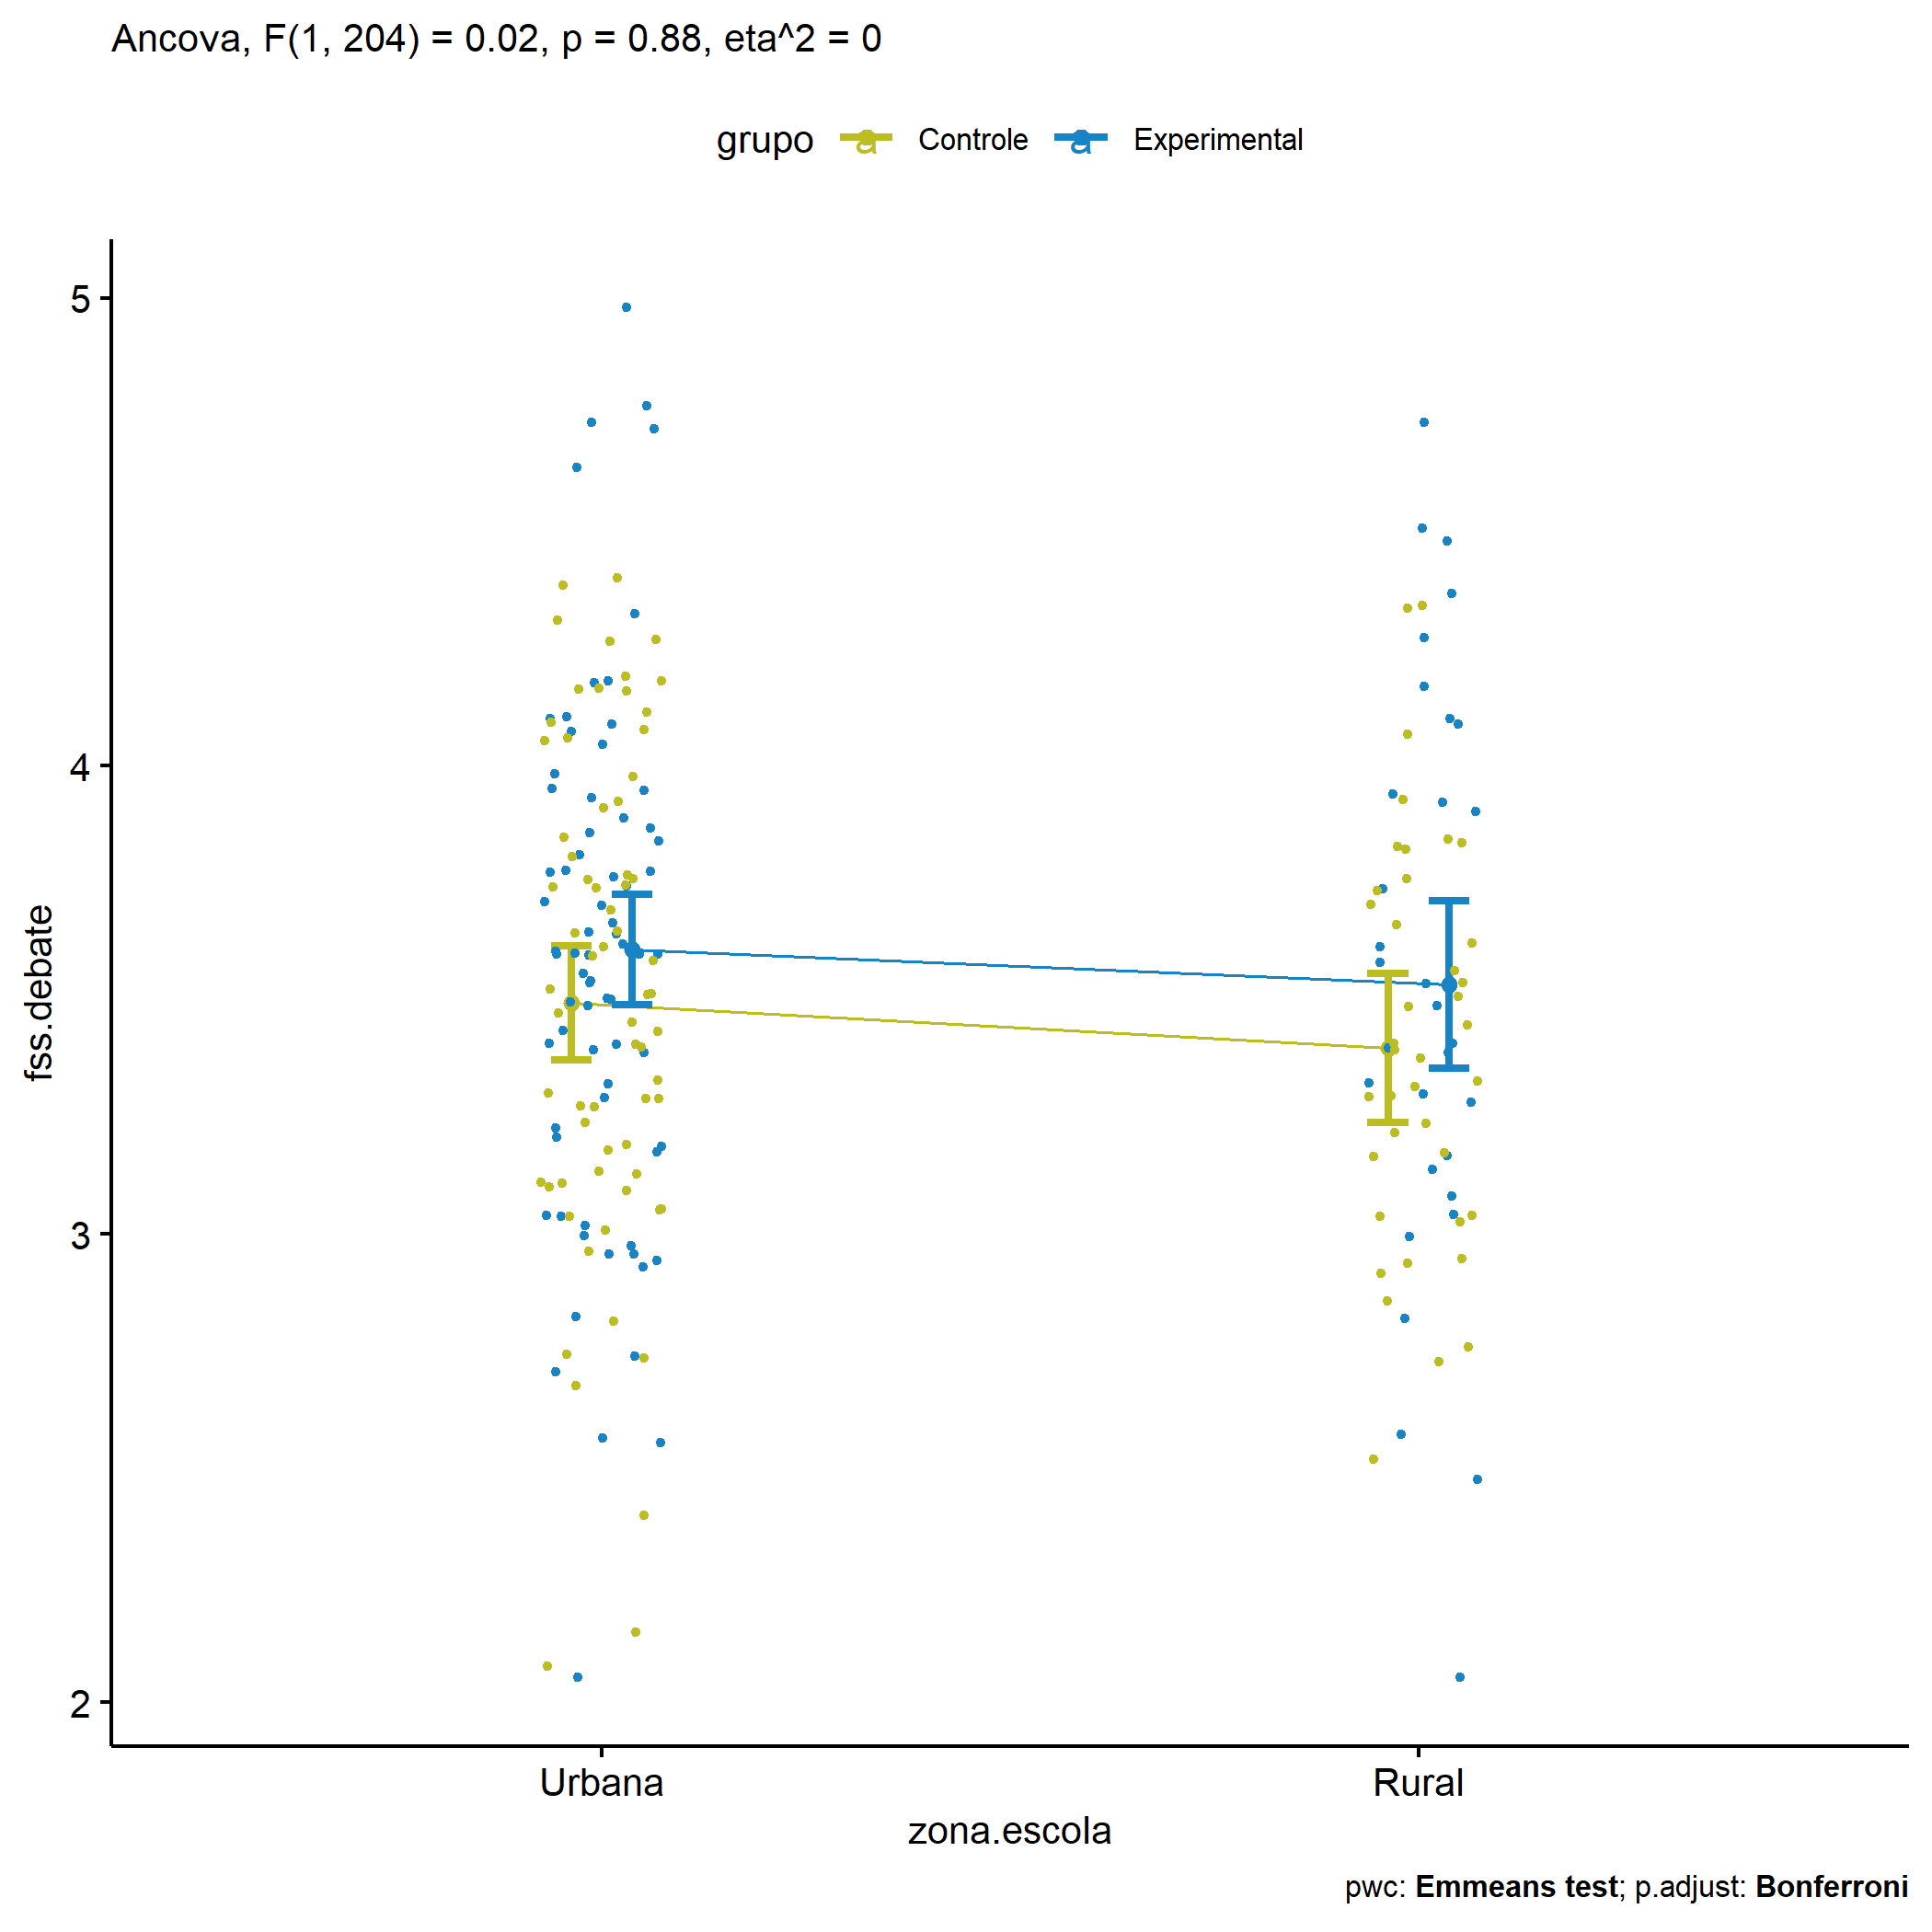 Ancova, F(1, 204) = 0.02, p = 0.88, eta^2 = 0
grupo a Controle a Experimental
5
4
3
2
fss.debate
Urbana Rural
zona.escola
pwc: Emmeans test; p.adjust: Bonferroni